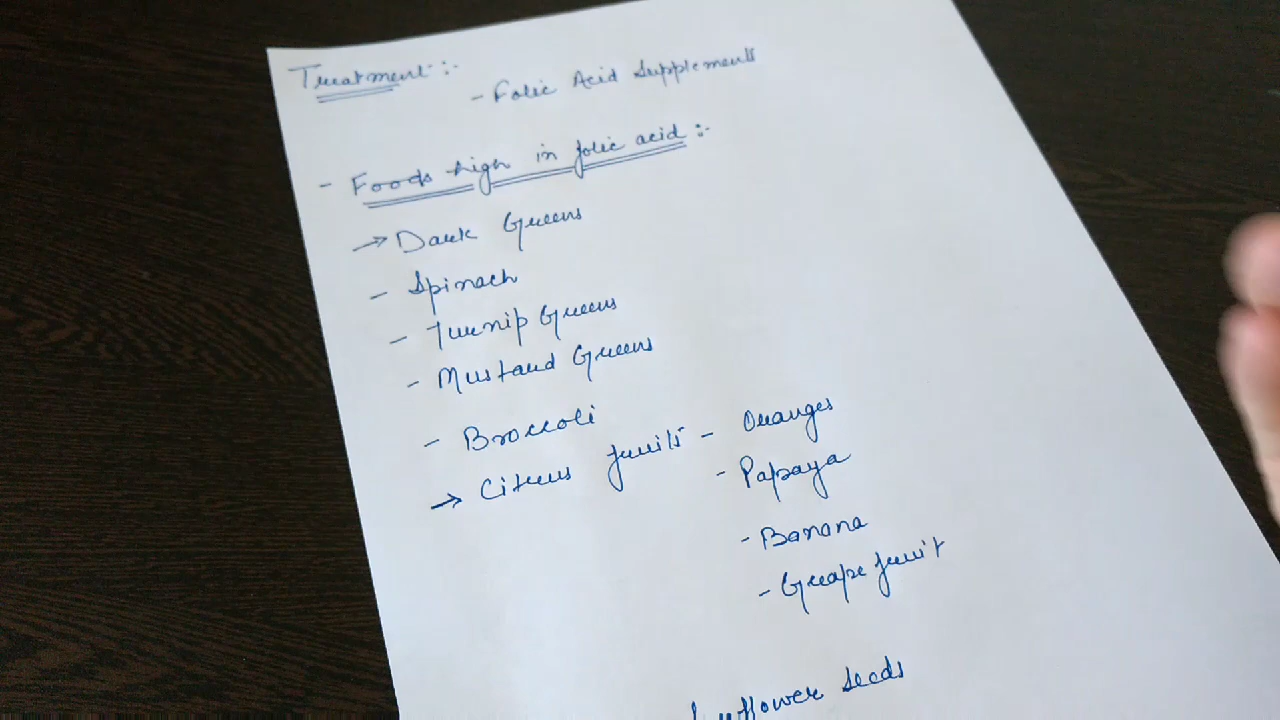 Treatment :-
- Folic Acid Supplements
- Foods high in folic acid :-
→ Dark Greens
- Spinach
- Turnip Greens
- Mustard Greens
- Broccoli
→ Citrus fruits - Oranges
- Papaya
- Banana
- Grapefruit
Sunflower Seeds